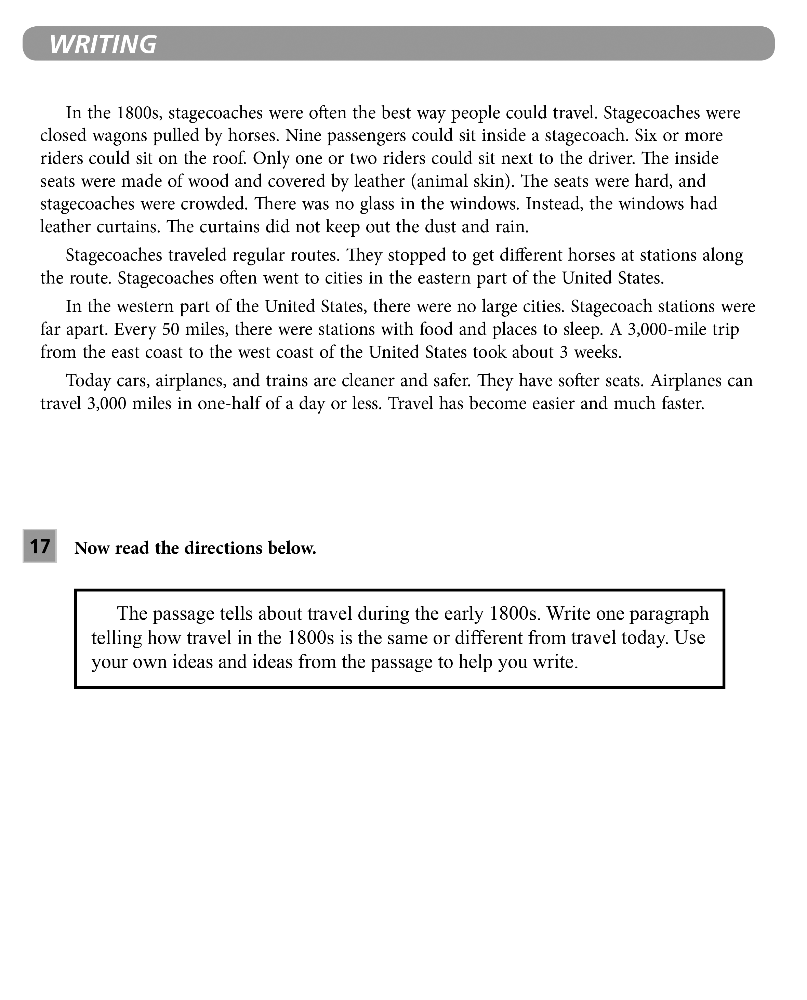 WRITING
In the 1800s, stagecoaches were often the best way people could travel. Stagecoaches were
closed wagons pulled by horses. Nine passengers could sit inside a stagecoach. Six or more
riders could sit on the roof. Only one or two riders could sit next to the driver. The inside
seats were made of wood and covered by leather (animal skin). The seats were hard, and
stagecoaches were crowded. There was no glass in the windows. Instead, the windows had
leather curtains. The curtains did not keep out the dust and rain.
Stagecoaches traveled regular routes. They stopped to get different horses at stations along
the route. Stagecoaches often went to cities in the eastern part of the United States.
In the western part of the United States, there were no large cities. Stagecoach stations were
far apart. Every 50 miles, there were stations with food and places to sleep. A 3,000-mile trip
from the east coast to the west coast of the United States took about 3 weeks.
Today cars, airplanes, and trains are cleaner and safer. They have softer seats. Airplanes can
travel 3,000 miles in one-half of a day or less. Travel has become easier and much faster.
17 Now read the directions below.
The passage tells about travel during the early 1800s. Write one paragraph
telling how travel in the 1800s is the same or different from travel today. Use
your own ideas and ideas from the passage to help you write.